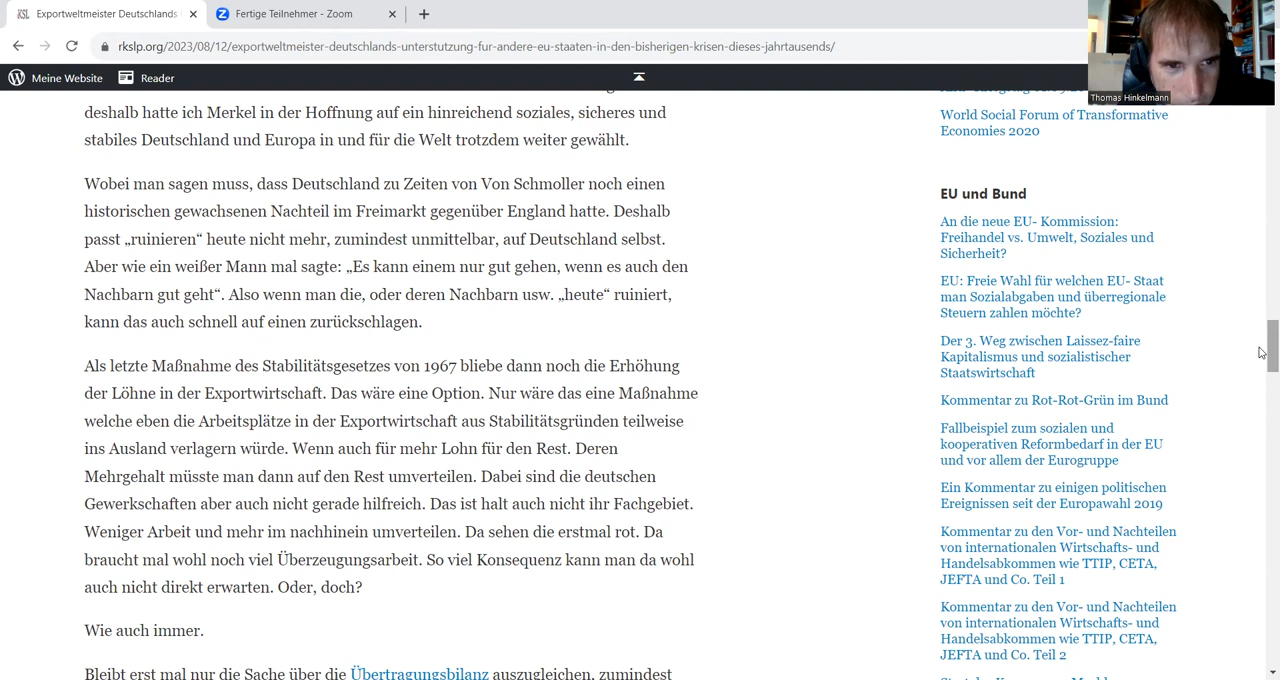 Exportweltmeister Deutschlands
Fertige Teilnehmer - Zoom
rkslp.org/2023/08/12/exportweltmeister-deutschlands-unterstutzung-fur-andere-eu-staaten-in-den-bisherigen-krisen-dieses-jahrtausends/
Meine Website
Reader
Thomas Hinkelmann
deshalb hatte ich Merkel in der Hoffnung auf ein hinreichend soziales, sicheres und
stabiles Deutschland und Europa in und für die Welt trotzdem weiter gewählt.
Wobei man sagen muss, dass Deutschland zu Zeiten von Von Schmoller noch einen
historischen gewachsenen Nachteil im Freimarkt gegenüber England hatte. Deshalb
passt „ruinieren“ heute nicht mehr, zumindest unmittelbar, auf Deutschland selbst.
Aber wie ein weißer Mann mal sagte: „Es kann einem nur gut gehen, wenn es auch den
Nachbarn gut geht“. Also wenn man die, oder deren Nachbarn usw. „heute“ ruiniert,
kann das auch schnell auf einen zurückschlagen.
Als letzte Maßnahme des Stabilitätsgesetzes von 1967 bliebe dann noch die Erhöhung
der Löhne in der Exportwirtschaft. Das wäre eine Option. Nur wäre das eine Maßnahme
welche eben die Arbeitsplätze in der Exportwirtschaft aus Stabilitätsgründen teilweise
ins Ausland verlagern würde. Wenn auch für mehr Lohn für den Rest. Deren
Mehrgehalt müsste man dann auf den Rest umverteilen. Dabei sind die deutschen
Gewerkschaften aber auch nicht gerade hilfreich. Das ist halt auch nicht ihr Fachgebiet.
Weniger Arbeit und mehr im nachhinein umverteilen. Da sehen die erstmal rot. Da
braucht mal wohl noch viel Überzeugungsarbeit. So viel Konsequenz kann man da wohl
auch nicht direkt erwarten. Oder, doch?
Wie auch immer.
Bleibt erst mal nur die Sache über die Übertragungsbilanz auszugleichen, zumindest
World Social Forum of Transformative
Economies 2020
EU und Bund
An die neue EU- Kommission:
Freihandel vs. Umwelt, Soziales und
Sicherheit?
EU: Freie Wahl für welchen EU- Staat
man Sozialabgaben und überregionale
Steuern zahlen möchte?
Der 3. Weg zwischen Laissez-faire
Kapitalismus und sozialistischer
Staatswirtschaft
Kommentar zu Rot-Rot-Grün im Bund
Fallbeispiel zum sozialen und
kooperativen Reformbedarf in der EU
und vor allem der Eurogruppe
Ein Kommentar zu einigen politischen
Ereignissen seit der Europawahl 2019
Kommentar zu den Vor- und Nachteilen
von internationalen Wirtschafts- und
Handelsabkommen wie TTIP, CETA,
JEFTA und Co. Teil 1
Kommentar zu den Vor- und Nachteilen
von internationalen Wirtschafts- und
Handelsabkommen wie TTIP, CETA,
JEFTA und Co. Teil 2